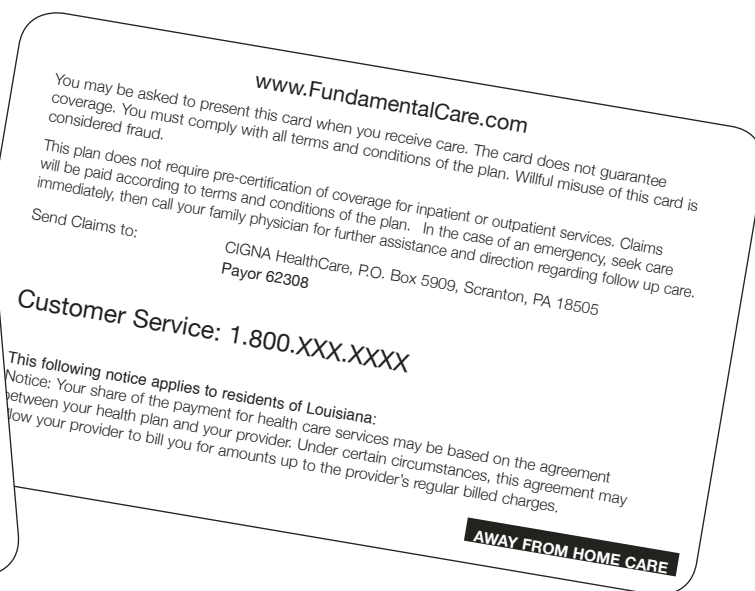 www.FundamentalCare.com
You may be asked to present this card when you receive care. The card does not guarantee
coverage. You must comply with all terms and conditions of the plan. Willful misuse of this card is
considered fraud.
This plan does not require pre-certification of coverage for inpatient or outpatient services. Claims
will be paid according to terms and conditions of the plan. In the case of an emergency, seek care
immediately, then call your family physician for further assistance and direction regarding follow up care.
Send Claims to:
CIGNA HealthCare, P.O. Box 5909, Scranton, PA 18505
Payor 62308
Customer Service: 1.800.XXX.XXXX
This following notice applies to residents of Louisiana:
Notice: Your share of the payment for health care services may be based on the agreement
between your health plan and your provider. Under certain circumstances, this agreement may
low your provider to bill you for amounts up to the provider's regular billed charges.
AWAY FROM HOME CARE